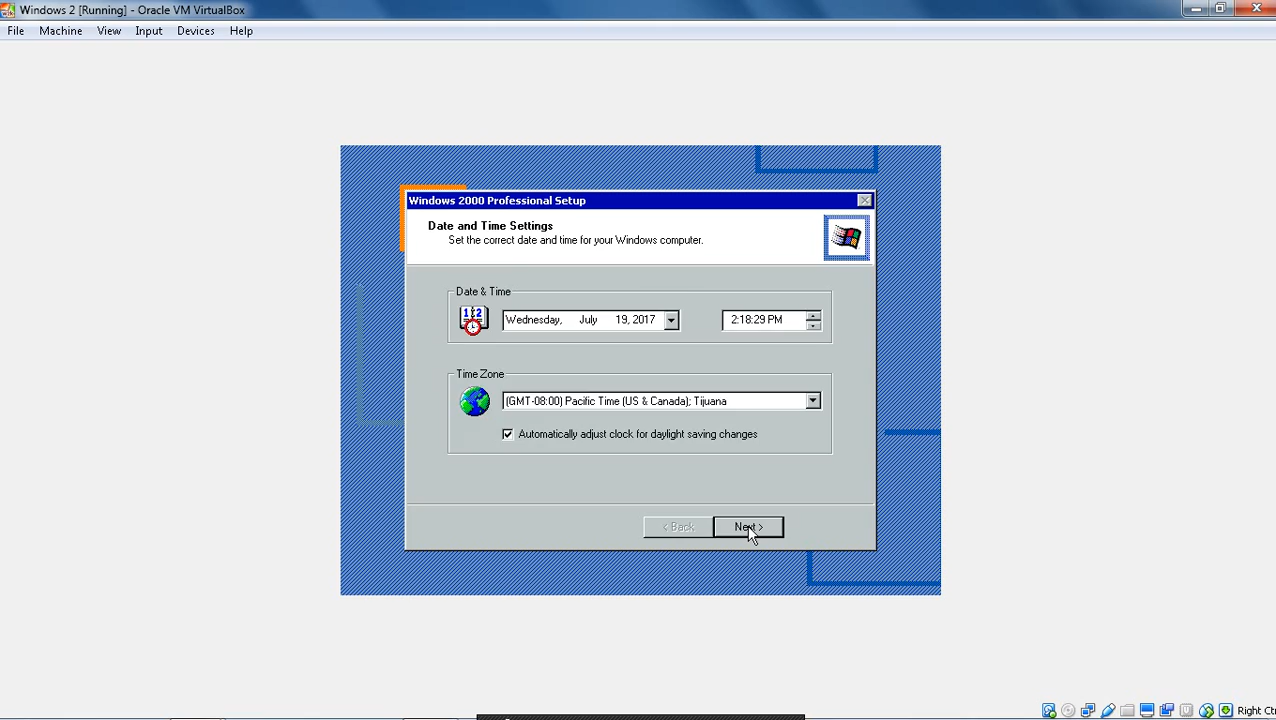 Windows 2 [Running] - Oracle VM VirtualBox
File Machine View Input Devices Help
Windows 2000 Professional Setup
Date and Time Settings
Set the correct date and time for your Windows computer.
Date & Time
Wednesday, July 19, 2017
2:18:29 PM
Time Zone
(GMT-08:00) Pacific Time (US & Canada); Tijuana
Automatically adjust clock for daylight saving changes
< Back Next >
Right Ctrl